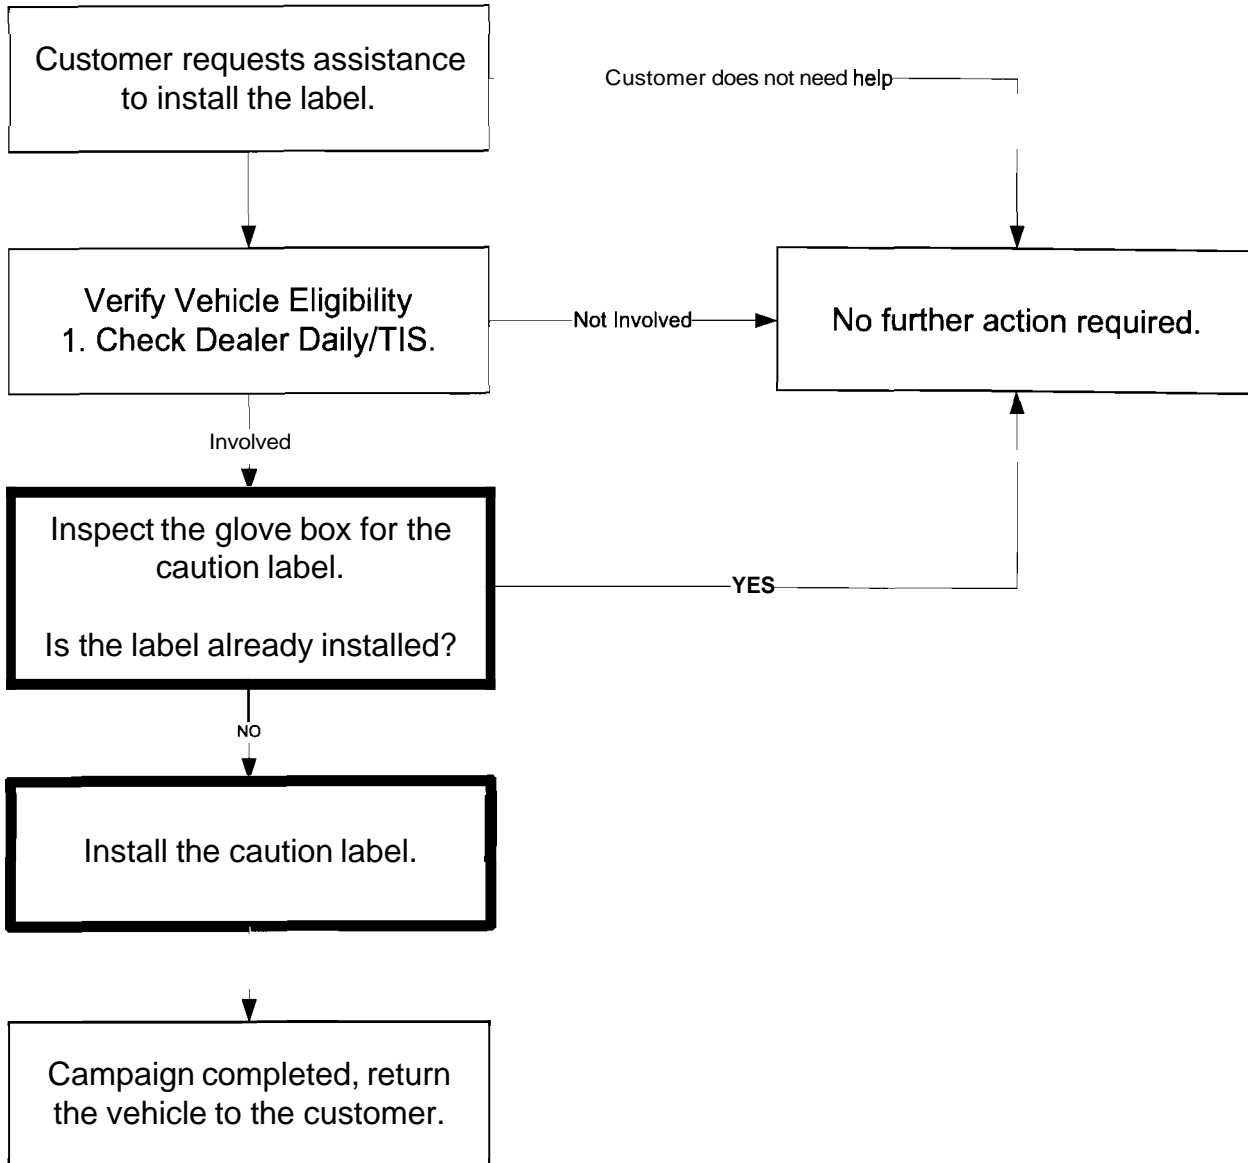 Customer requests assistance
to install the label.
Customer does not need help
Verify Vehicle Eligibility
1. Check Dealer Daily/TIS.
Not Involved
No further action required.
Involved
Inspect the glove box for the
caution label.
Is the label already installed?
YES
NO
Install the caution label.
Campaign completed, return
the vehicle to the customer.